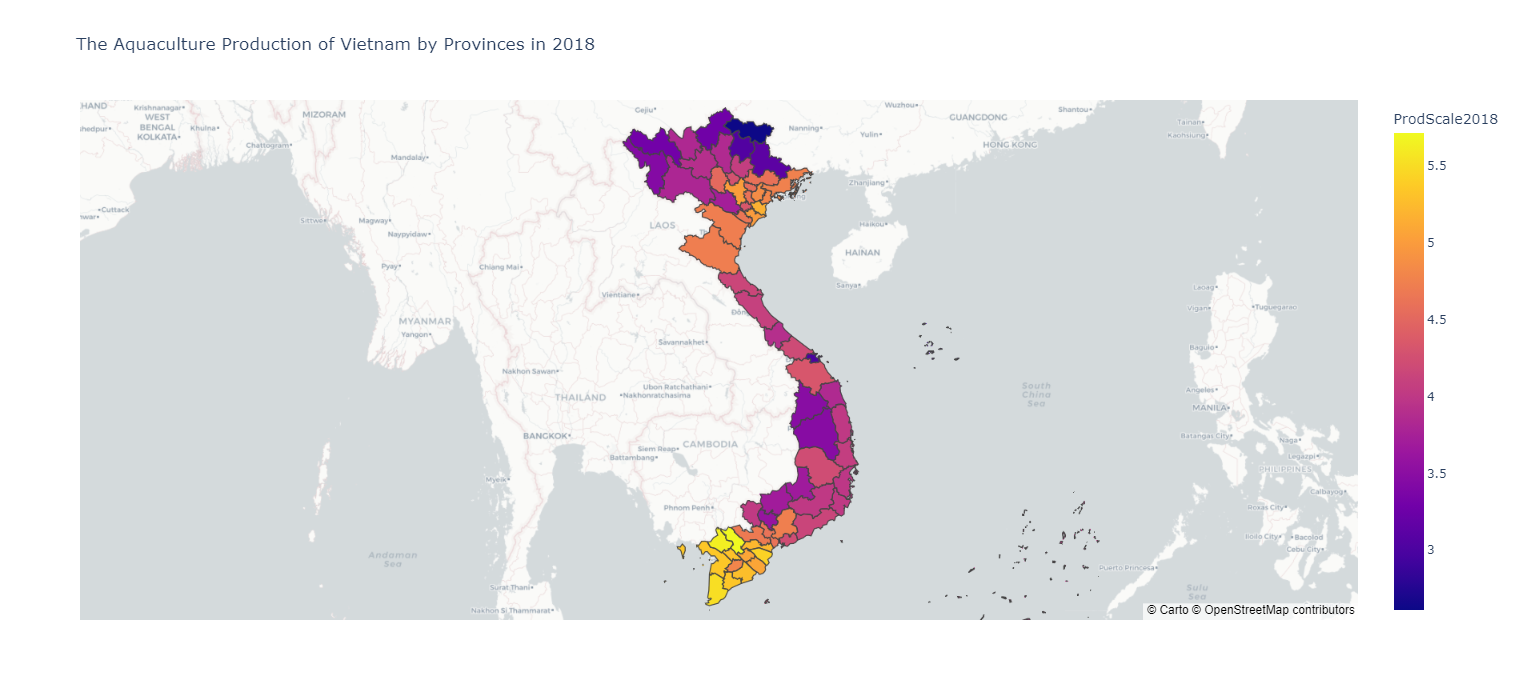 The Aquaculture Production of Vietnam by Provinces in 2018
ProdScale2018
5.5
5
4.5
4
3.5
3
MIZORAM
Krishnanagar
WEST
BENGAL
KOLKATA
Khulna
Chattogram
Mandalay
Cuttack
Sittwe
Magway
Naypyidaw
Pyay
Chiang Mai
MYANMAR
Yangon
Nakhon Sawan
THAILAND
BANGKOK
Myeik
Andaman
Sea
Surat Thani
Nakhon Si Thammarat
LAOS
Vientiane
Savannakhet
Ubon Ratchathani
Nakhonratchasima
Siem Reap
Battambang
CAMBODIA
Phnom Penh
Gejiu
Nanning
Wuzhou
Yulin
GUANGDONG
HONG KONG
Shantou
Zhanjiang
Haikou
HAINAN
Sanya
Tainan
Kaohsiung
South
China
Sea
Laoag
Vigan
Tuguegarao
Baguio
Angeles
MANILA
Batangas City
Naga
Legazpi
PHILIPPINES
Calbayog
Roxas City
Iloilo City
Bacolod
Cebu City
Puerto Princesa
Sulu
Sea
© Carto © OpenStreetMap contributors